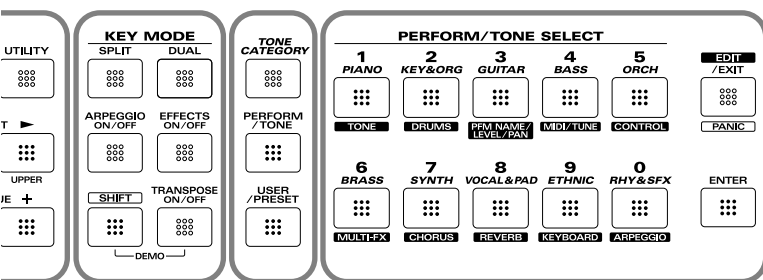 UTILITY
T ►
UPPER
UE +
KEY MODE
SPLIT DUAL
ARPEGGIO ON/OFF
EFFECTS ON/OFF
SHIFT
TRANSPOSE ON/OFF
DEMO
TONE
CATEGORY
PERFORM
/TONE
USER
/PRESET
PERFORM/TONE SELECT
1 2 3 4 5
PIANO KEY&ORG GUITAR BASS ORCH
TONE DRUMS PFM NAME/LEVEL/PAN MIDI/TUNE CONTROL
6 7 8 9 0
BRASS SYNTH VOCAL&PAD ETHNIC RHY&SFX
MULTI-FX CHORUS REVERB KEYBOARD ARPEGGIO
EDIT
/EXIT
PANIC
ENTER